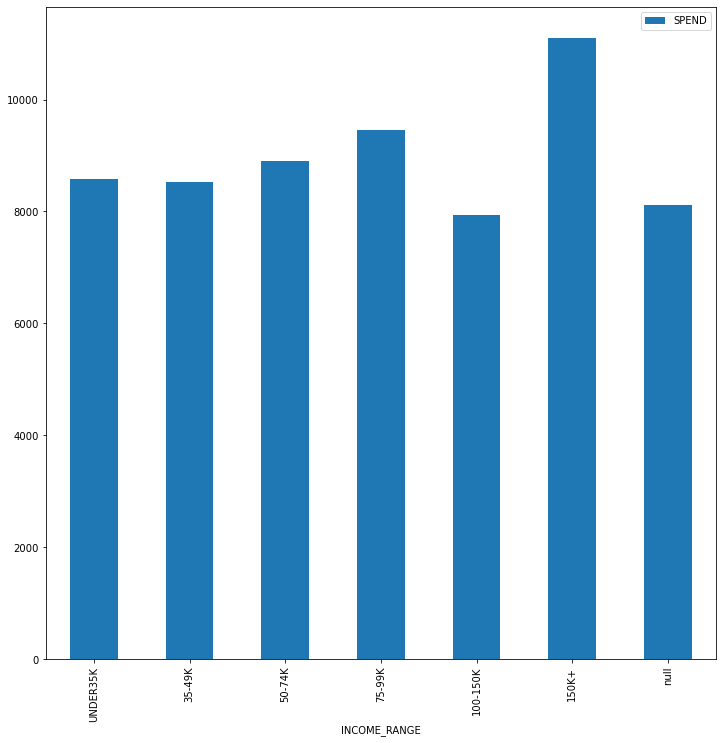 SPEND
10000
8000
6000
4000
2000
0
UNDER35K
35-49K
50-74K
75-99K
100-150K
150K+
null
INCOME_RANGE